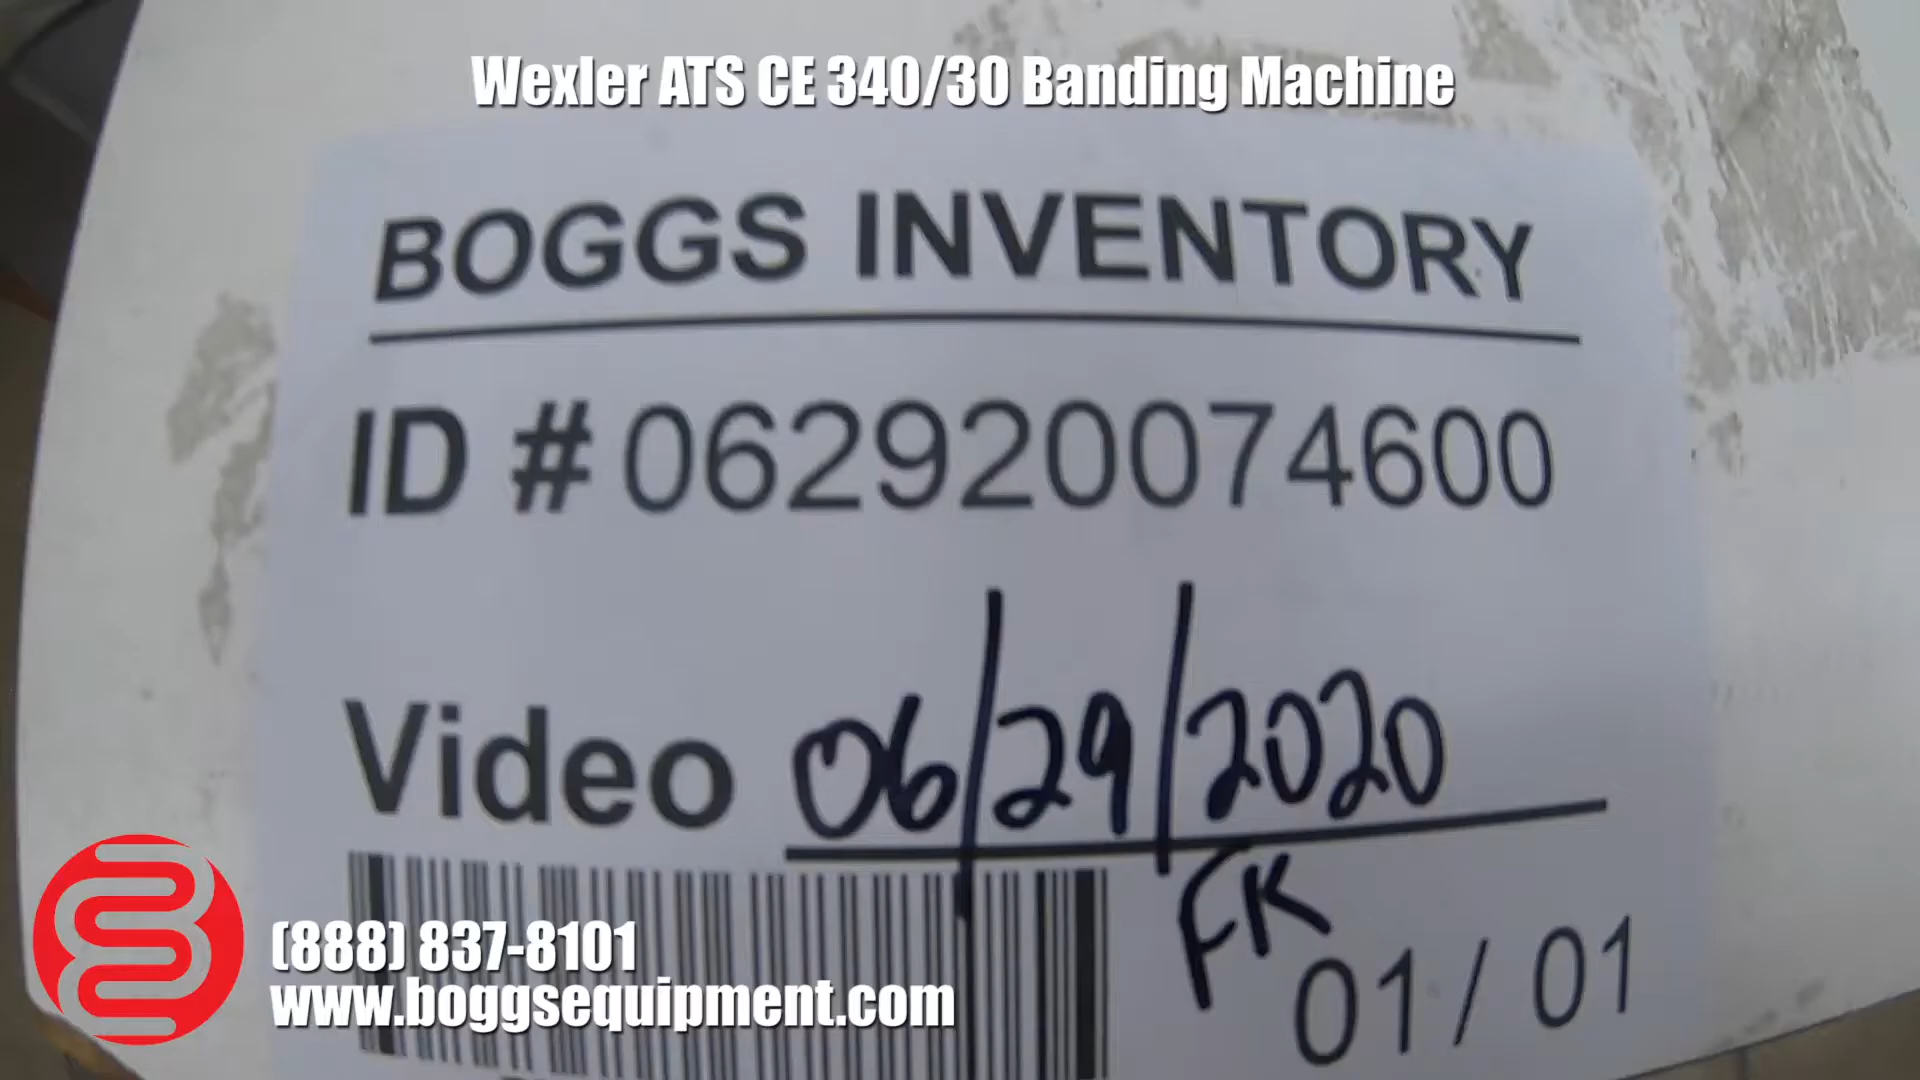 Wexler ATS CE 340/30 Banding Machine
BOGGS INVENTORY
ID # 062920074600
Video 06/29/2020
FK
01 / 01
(888) 837-8101
www.boggsequipment.com